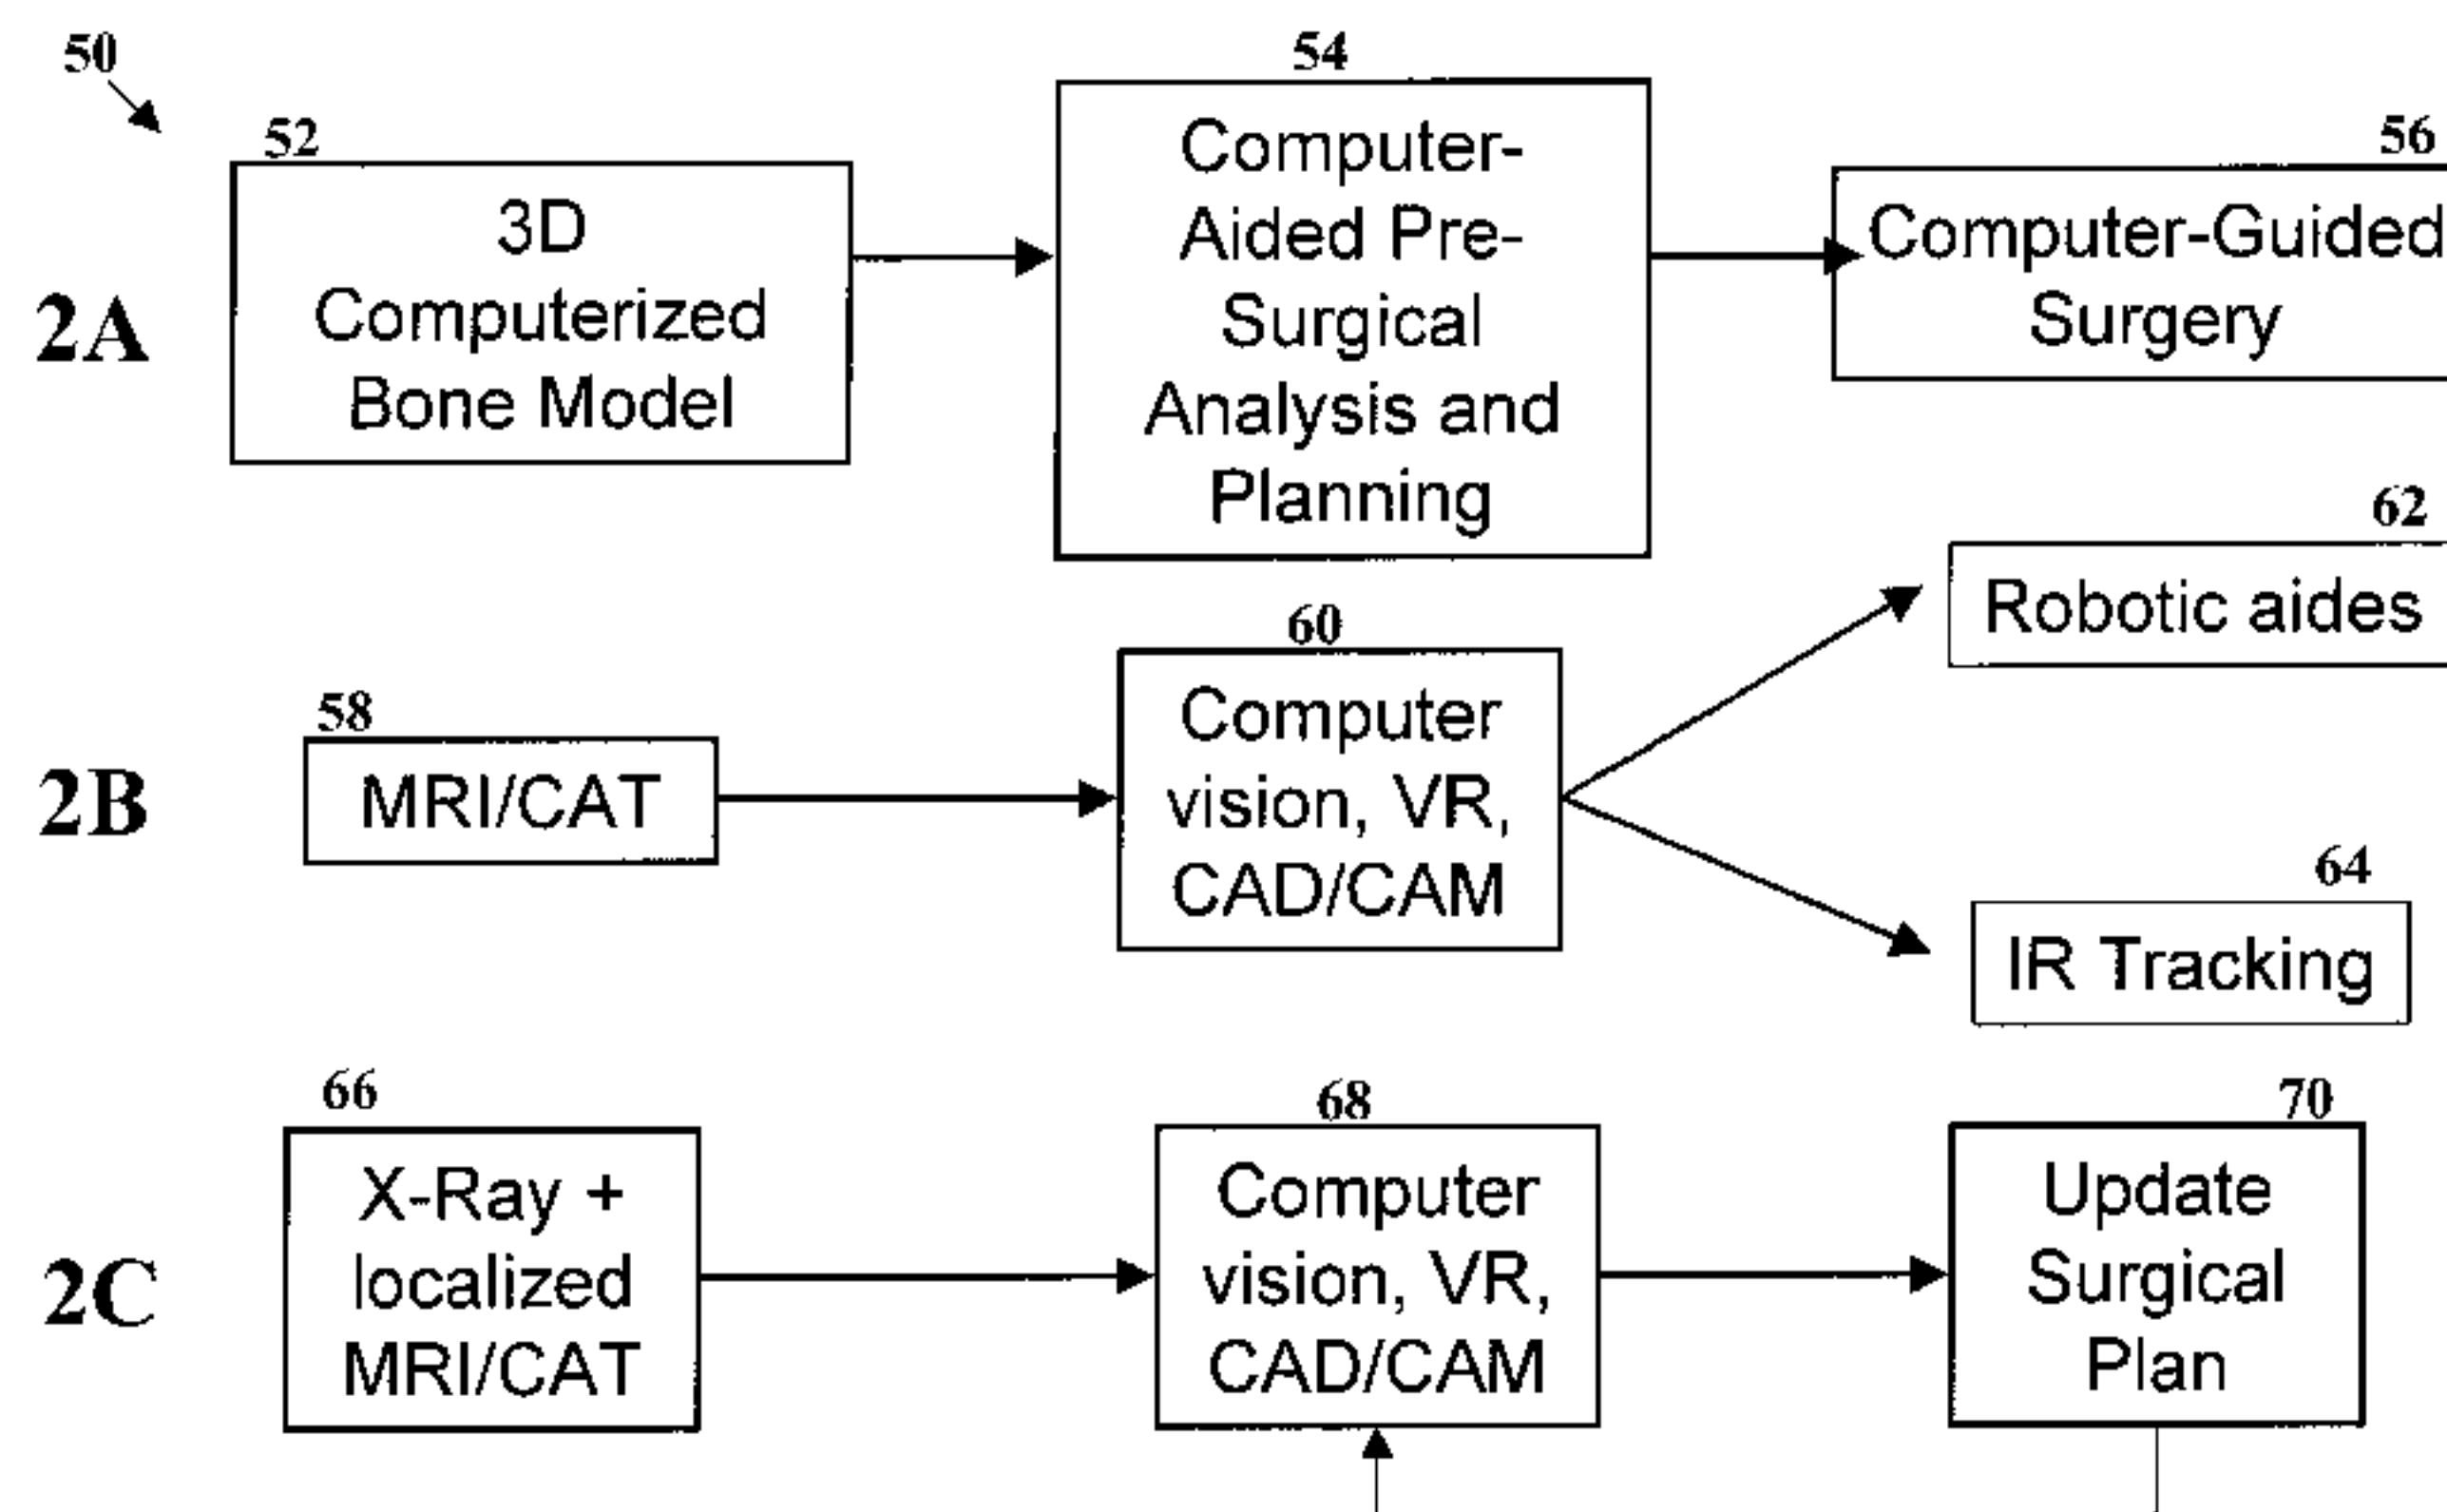 50
52
3D
Computerized
Bone Model
54
Computer-
Aided Pre-
Surgical
Analysis and
Planning
56
Computer-Guided
Surgery
2A
58
MRI/CAT
60
Computer
vision, VR,
CAD/CAM
62
Robotic aides
64
IR Tracking
2B
66
X-Ray +
localized
MRI/CAT
68
Computer
vision, VR,
CAD/CAM
70
Update
Surgical
Plan
2C